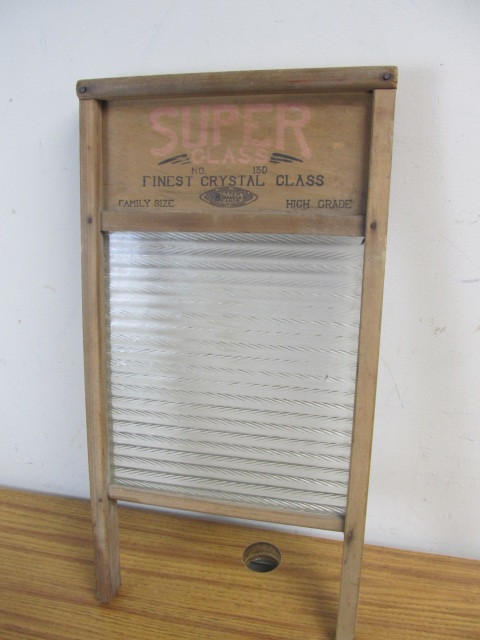 SUPER
GLASS
NO. 150
FINEST CRYSTAL GLASS
FAMILY SIZE
HIGH GRADE